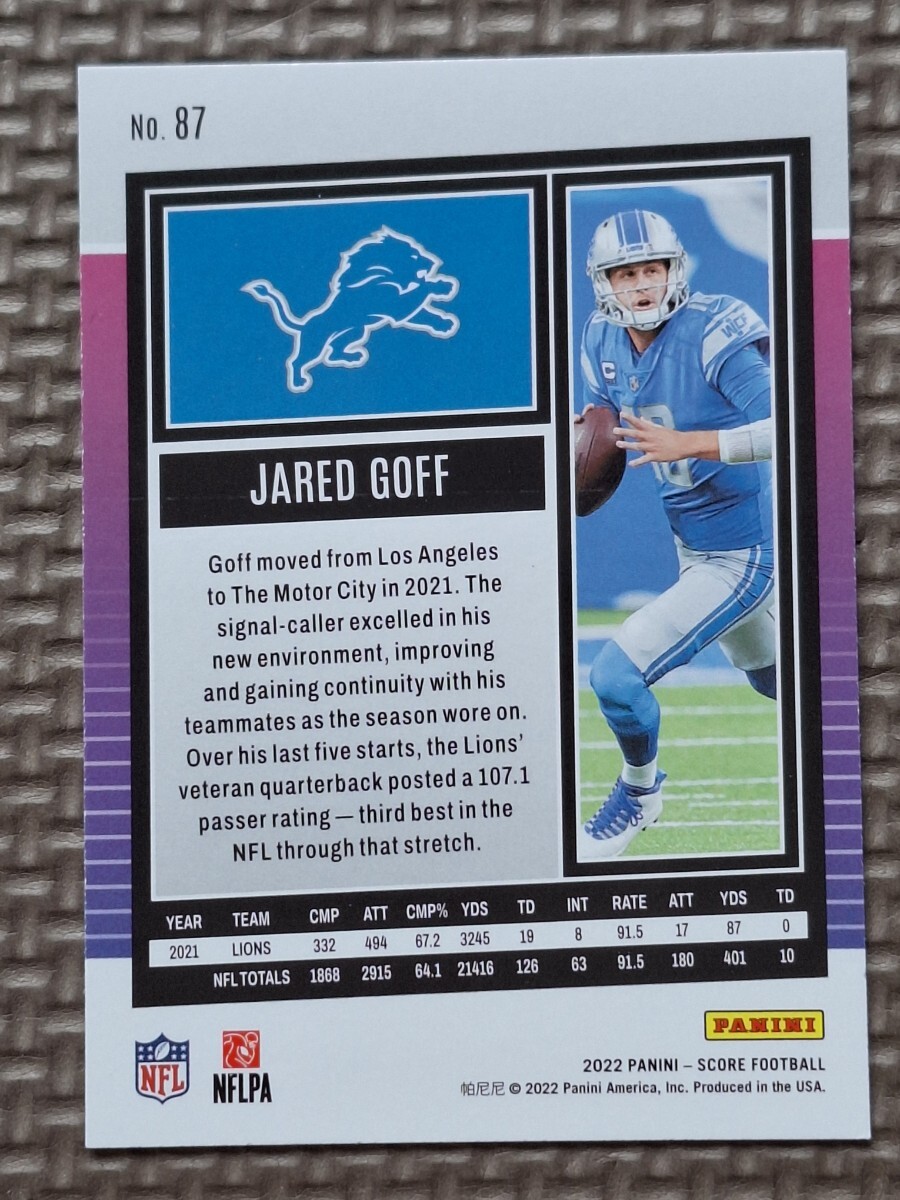 No. 87
LIONS
WCF
C
JARED GOFF
Goff moved from Los Angeles
to The Motor City in 2021. The
signal-caller excelled in his
new environment, improving
and gaining continuity with his
teammates as the season wore on.
Over his last five starts, the Lions'
veteran quarterback posted a 107.1
passer rating — third best in the
NFL through that stretch.
YEAR TEAM CMP ATT CMP% YDS TD INT RATE ATT YDS TD
2021 LIONS 332 494 67.2 3245 19 8 91.5 17 87 0
NFL TOTALS 1868 2915 64.1 21416 126 63 91.5 180 401 10
PANINI
NFL
NFLPA
2022 PANINI – SCORE FOOTBALL
帕尼尼 © 2022 Panini America, Inc. Produced in the USA.